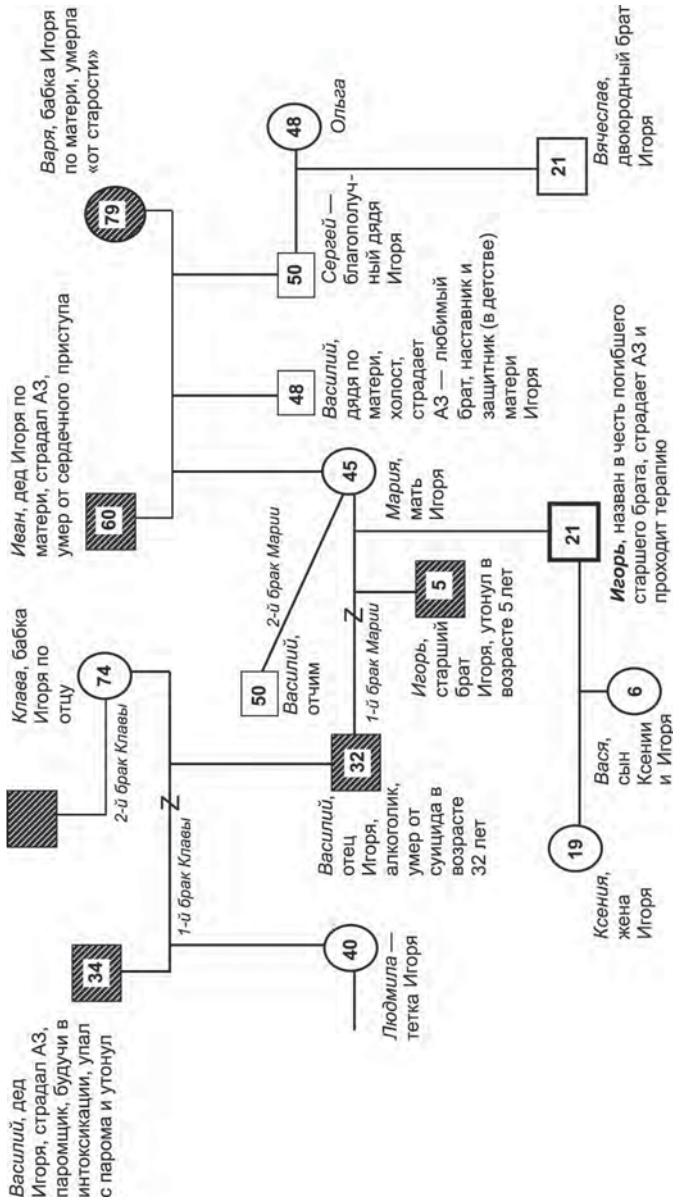 Василий, дед
Игоря, страдал АЗ,
паромщик, будучи в
интоксикации, упал
с парома и утонул
34
1-й брак Клавы
2-й брак Клавы
Клава, бабка
Игоря по
отцу
74
Иван, дед Игоря по
матери, страдал АЗ,
умер от сердечного приступа
60
Варя, бабка Игоря
по матери, умерла
«от старости»
79
40
Людмила —
тетка Игоря
32
Василий,
отец
Игоря,
алкоголик,
умер от
суицида в
возрасте
32 лет
50
Василий,
отчим
2-й брак Марии
1-й брак Марии
45
Мария,
мать
Игоря
48
Василий,
дядя по
матери,
холост,
страдает
АЗ — любимый
брат, наставник и
защитник (в детстве)
матери
Игоря
50
Сергей —
благополуч-
ный дядя
Игоря
48
Ольга
5
Игорь,
старший
брат
Игоря, утонул в
возрасте 5 лет
19
Ксения,
жена
Игоря
6
Вася,
сын
Ксении
и Игоря
21
Игорь, назван в честь погибшего
старшего брата, страдает АЗ и
проходит терапию
21
Вячеслав,
двоюродный брат
Игоря